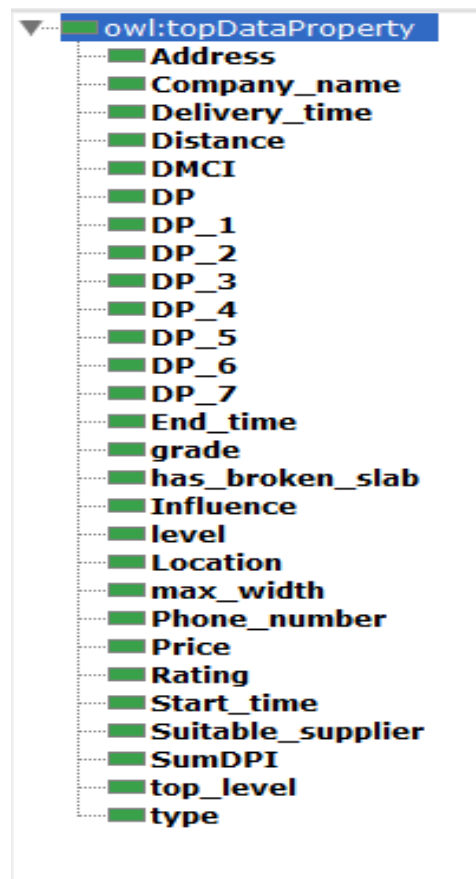 owl:topDataProperty
Address
Company_name
Delivery_time
Distance
DMCI
DP
DP_1
DP_2
DP_3
DP_4
DP_5
DP_6
DP_7
End_time
grade
has_broken_slab
Influence
level
Location
max_width
Phone_number
Price
Rating
Start_time
Suitable_supplier
SumDPI
top_level
type